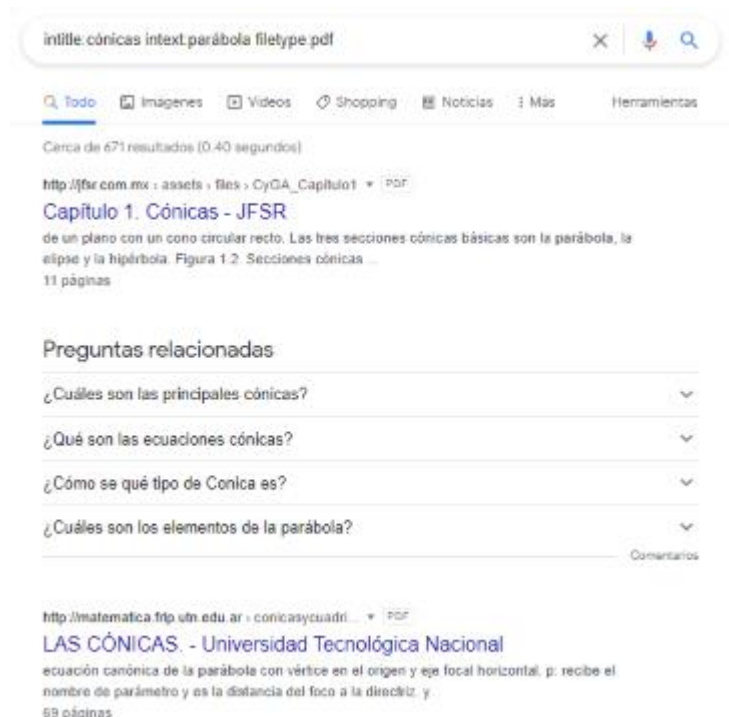 intitle:cónicas intext:parábola filetype:pdf
Todo Imágenes Videos Shopping Noticias Más Herramientas
Cerca de 671 resultados (0.40 segundos)
http://jfsr.com.mx › assets › files › CyGA_Capitulo1 PDF
Capítulo 1. Cónicas - JFSR
de un plano con un cono circular recto. Las tres secciones cónicas básicas son la parábola, la
elipse y la hipérbola. Figura 1.2. Secciones cónicas ...
11 páginas
Preguntas relacionadas
¿Cuáles son las principales cónicas?
¿Qué son las ecuaciones cónicas?
¿Cómo se qué tipo de Conica es?
¿Cuáles son los elementos de la parábola?
Comentarios
http://matematica.frlp.utn.edu.ar › conicasycuadri... PDF
LAS CÓNICAS. - Universidad Tecnológica Nacional
ecuación canónica de la parábola con vértice en el origen y eje focal horizontal. p: recibe el
nombre de parámetro y es la distancia del foco a la directriz. y.
69 páginas